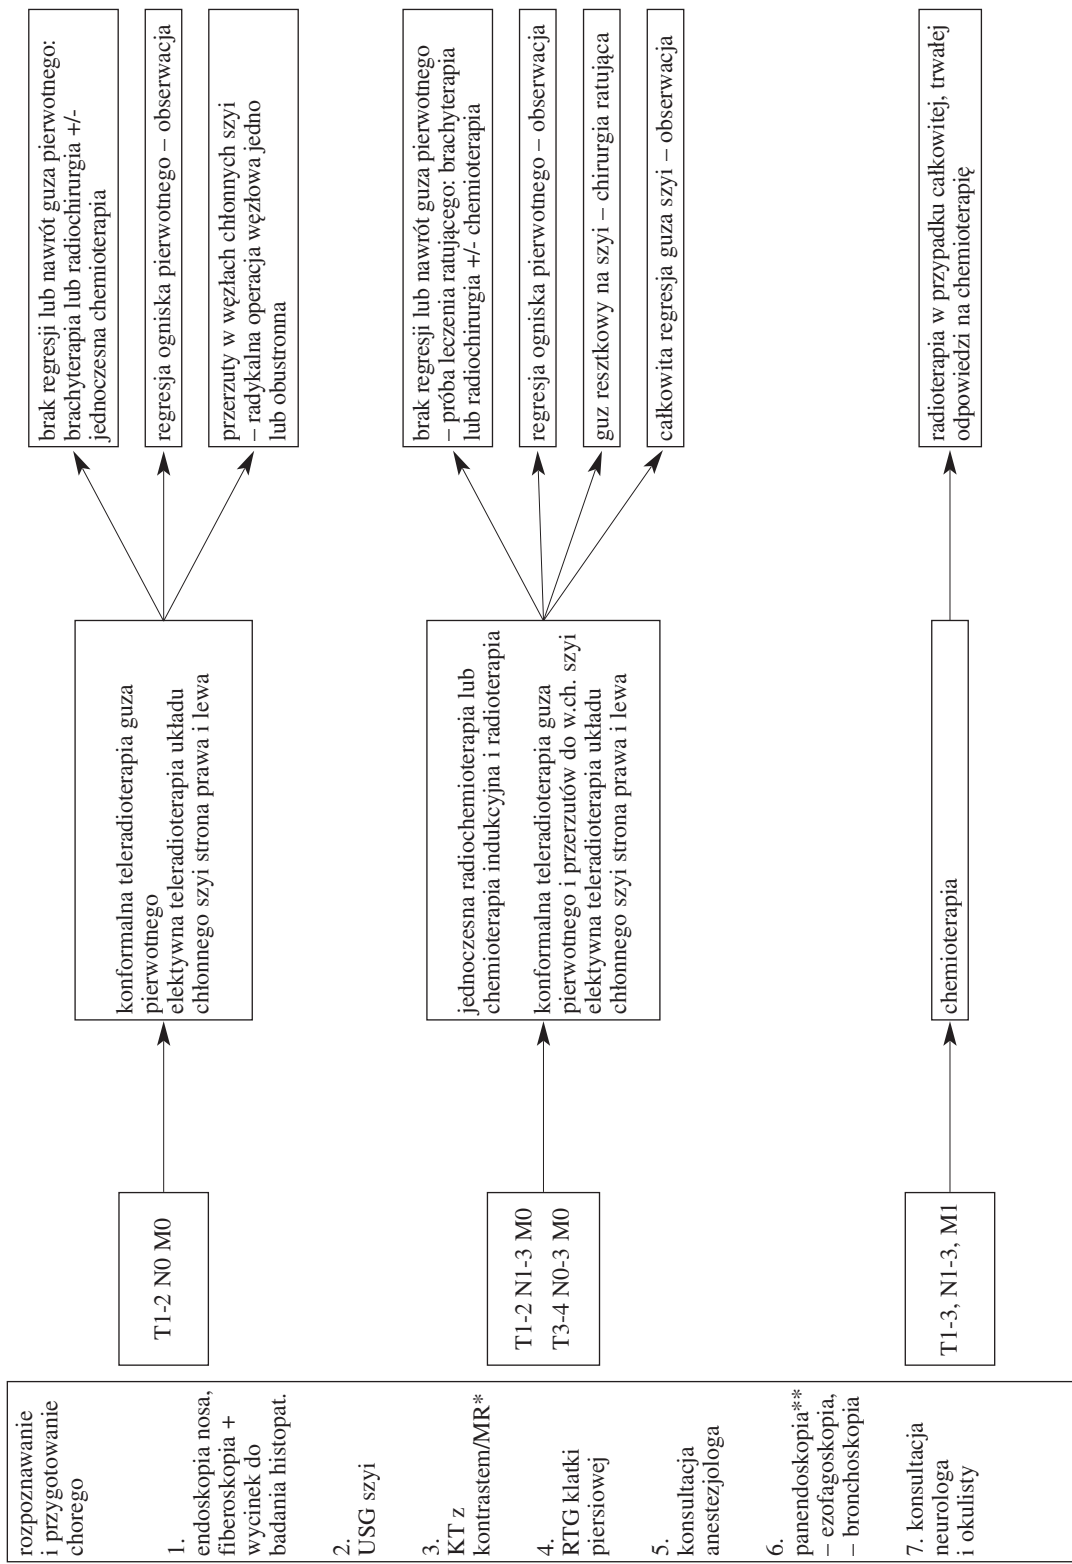 rozpoznawanie
i przygotowanie
chorego
1.
endoskopia nosa,
fiberoskopia +
wycinek do
badania histopat.
2.
USG szyi
3.
KT z
kontrastem/MR*
4.
RTG klatki
piersiowej
5.
konsultacja
anestezjologa
6.
panendoskopia**
– ezofagoskopia,
– bronchoskopia
7. konsultacja
neurologa
i okulisty
T1-2 N0 M0
konformalna teleradioterapia guza
pierwotnego
elektywna teleradioterapia układu
chłonnego szyi strona prawa i lewa
brak regresji lub nawrót guza pierwotnego:
brachyterapia lub radiochirurgia +/-
jednoczesna chemioterapia
regresja ogniska pierwotnego – obserwacja
przerzuty w węzłach chłonnych szyi
– radykalna operacja węzłowa jedno
lub obustronna
T1-2 N1-3 M0
T3-4 N0-3 M0
jednoczesna radiochemioterapia lub
chemioterapia indukcyjna i radioterapia
konformalna teleradioterapia guza
pierwotnego i przerzutów do w.ch. szyi
elektywna teleradioterapia układu
chłonnego szyi strona prawa i lewa
brak regresji lub nawrót guza pierwotnego
– próba leczenia ratującego: brachyterapia
lub radiochirurgia +/- chemioterapia
regresja ogniska pierwotnego – obserwacja
guz resztkowy na szyi – chirurgia ratująca
całkowita regresja guza szyi – obserwacja
T1-3, N1-3, M1
chemioterapia
radioterapia w przypadku całkowitej, trwałej
odpowiedzi na chemioterapię